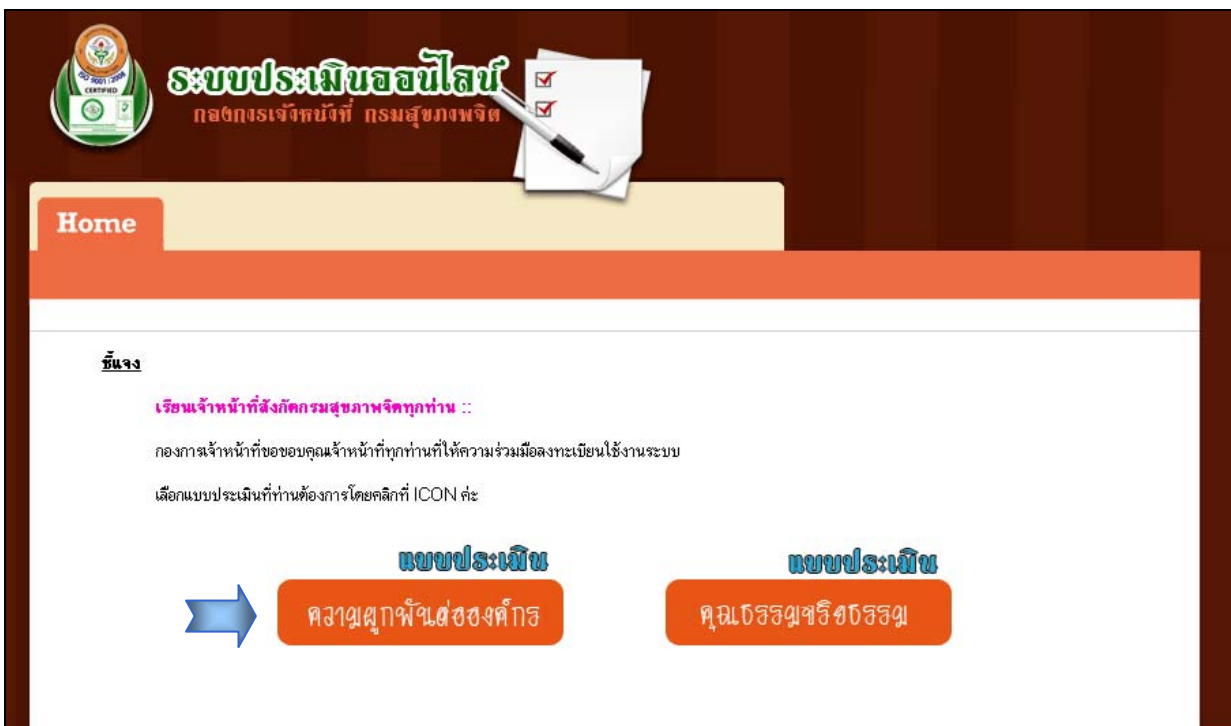 ISO 9001 : 2008
CERTIFIED
ระบบประเมินออนไลน์
กองการเจ้าหน้าที่ กรมสุขภาพจิต
Home
ชี้แจง
เรียนเจ้าหน้าที่สังกัดกรมสุขภาพจิตทุกท่าน ::
กองการเจ้าหน้าที่ขอขอบคุณเจ้าหน้าที่ทุกท่านที่ให้ความร่วมมือลงทะเบียนใช้งานระบบ
เลือกแบบประเมินที่ท่านต้องการโดยคลิกที่ ICON ค่ะ
แบบประเมิน
ความผูกพันต่อองค์กร
แบบประเมิน
คุณธรรมจริงธรรม